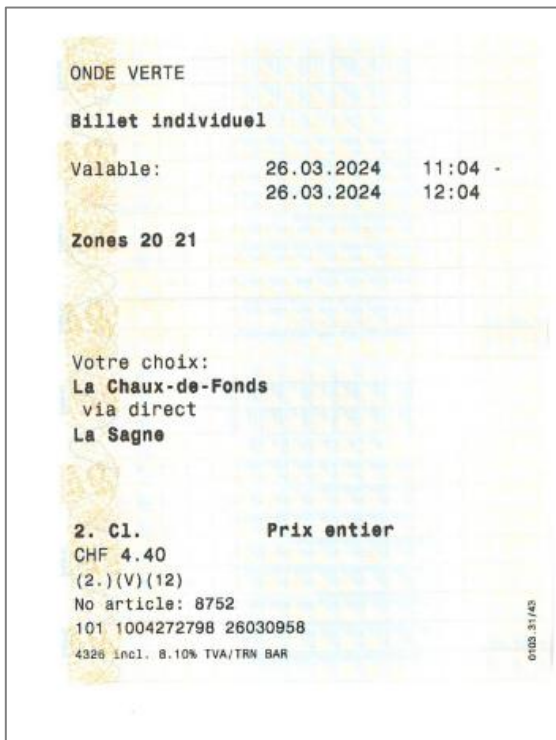 ONDE VERTE
Billet individuel
Valable: 26.03.2024 11:04 -
26.03.2024 12:04
Zones 20 21
Votre choix:
La Chaux-de-Fonds
via direct
La Sagne
2. Cl. Prix entier
CHF 4.40
(2.)(V)(12)
No article: 8752
101 1004272798 26030958
4326 incl. 8.10% TVA/TRN BAR
0103.31/43